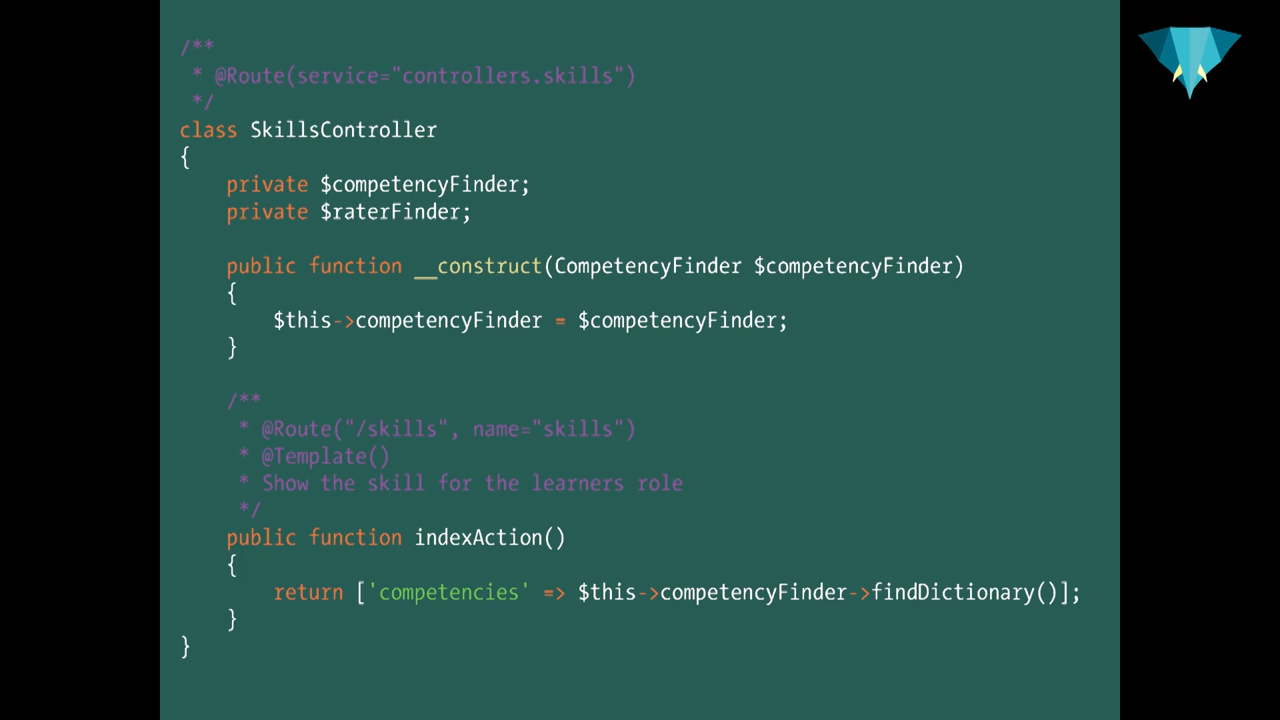 /**
 * @Route(service="controllers.skills")
 */
class SkillsController
{
    private $competencyFinder;
    private $raterFinder;

    public function __construct(CompetencyFinder $competencyFinder)
    {
        $this->competencyFinder = $competencyFinder;
    }

    /**
     * @Route("/skills", name="skills")
     * @Template()
     * Show the skill for the learners role
     */
    public function indexAction()
    {
        return ['competencies' => $this->competencyFinder->findDictionary()];
    }
}